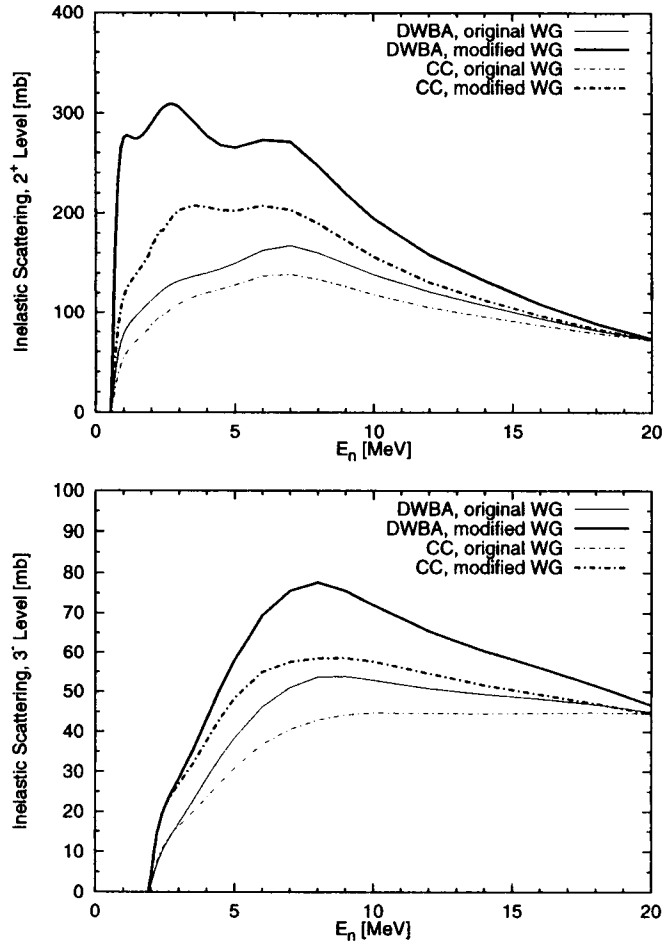 400
300
200
100
0
Inelastic Scattering, 2+ Level [mb]
DWBA, original WG
DWBA, modified WG
CC, original WG
CC, modified WG
0 5 10 15 20
En [MeV]
100
90
80
70
60
50
40
30
20
10
0
Inelastic Scattering, 3- Level [mb]
DWBA, original WG
DWBA, modified WG
CC, original WG
CC, modified WG
0 5 10 15 20
En [MeV]